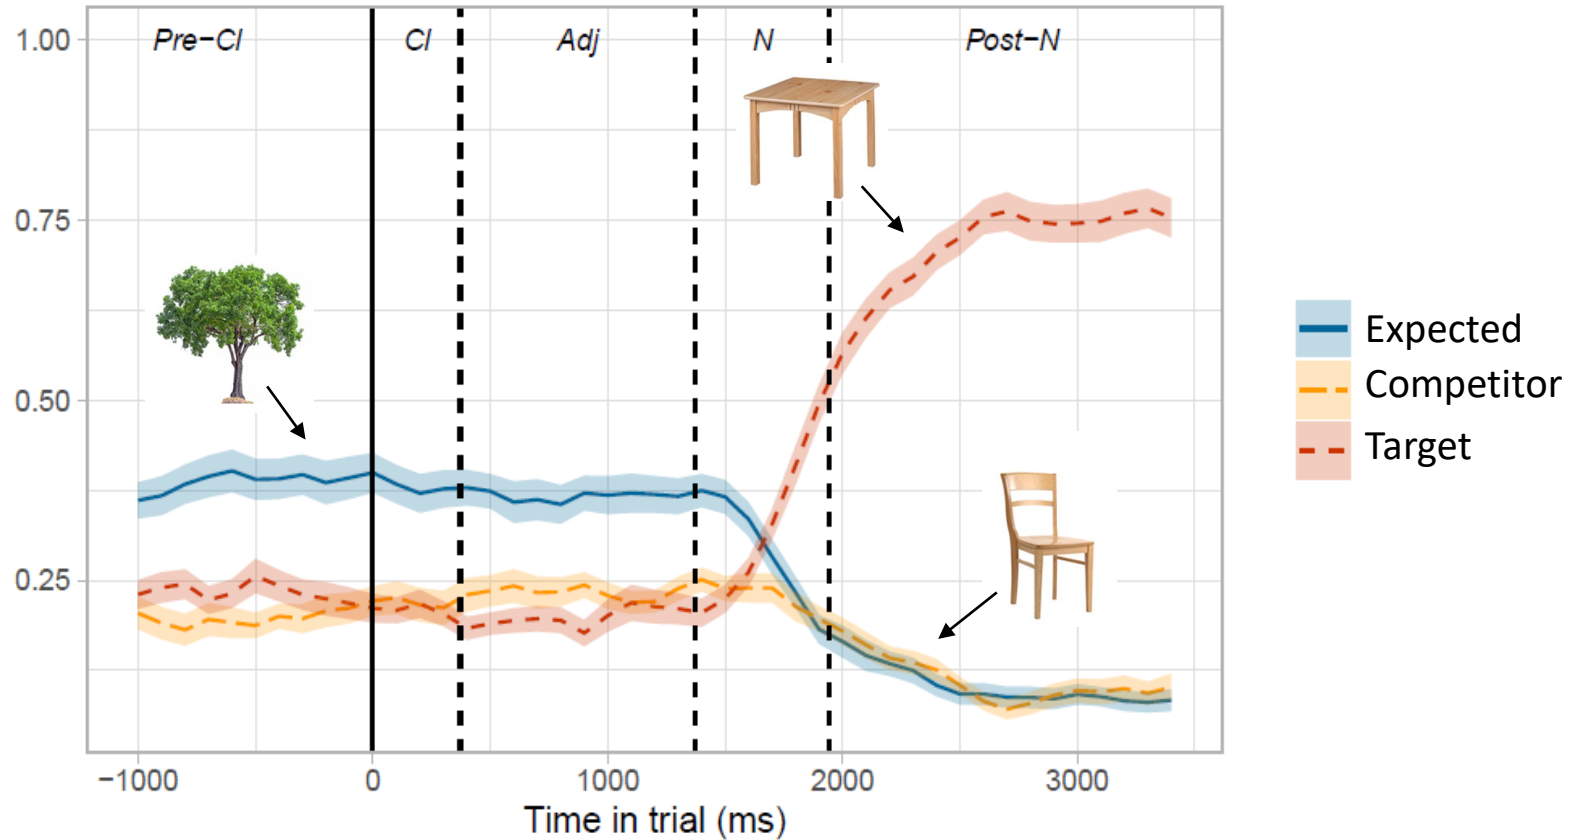 Pre−Cl Cl Adj N Post−N
1.00
0.75
0.50
0.25
−1000 0 1000 2000 3000
Time in trial (ms)
Expected
Competitor
Target